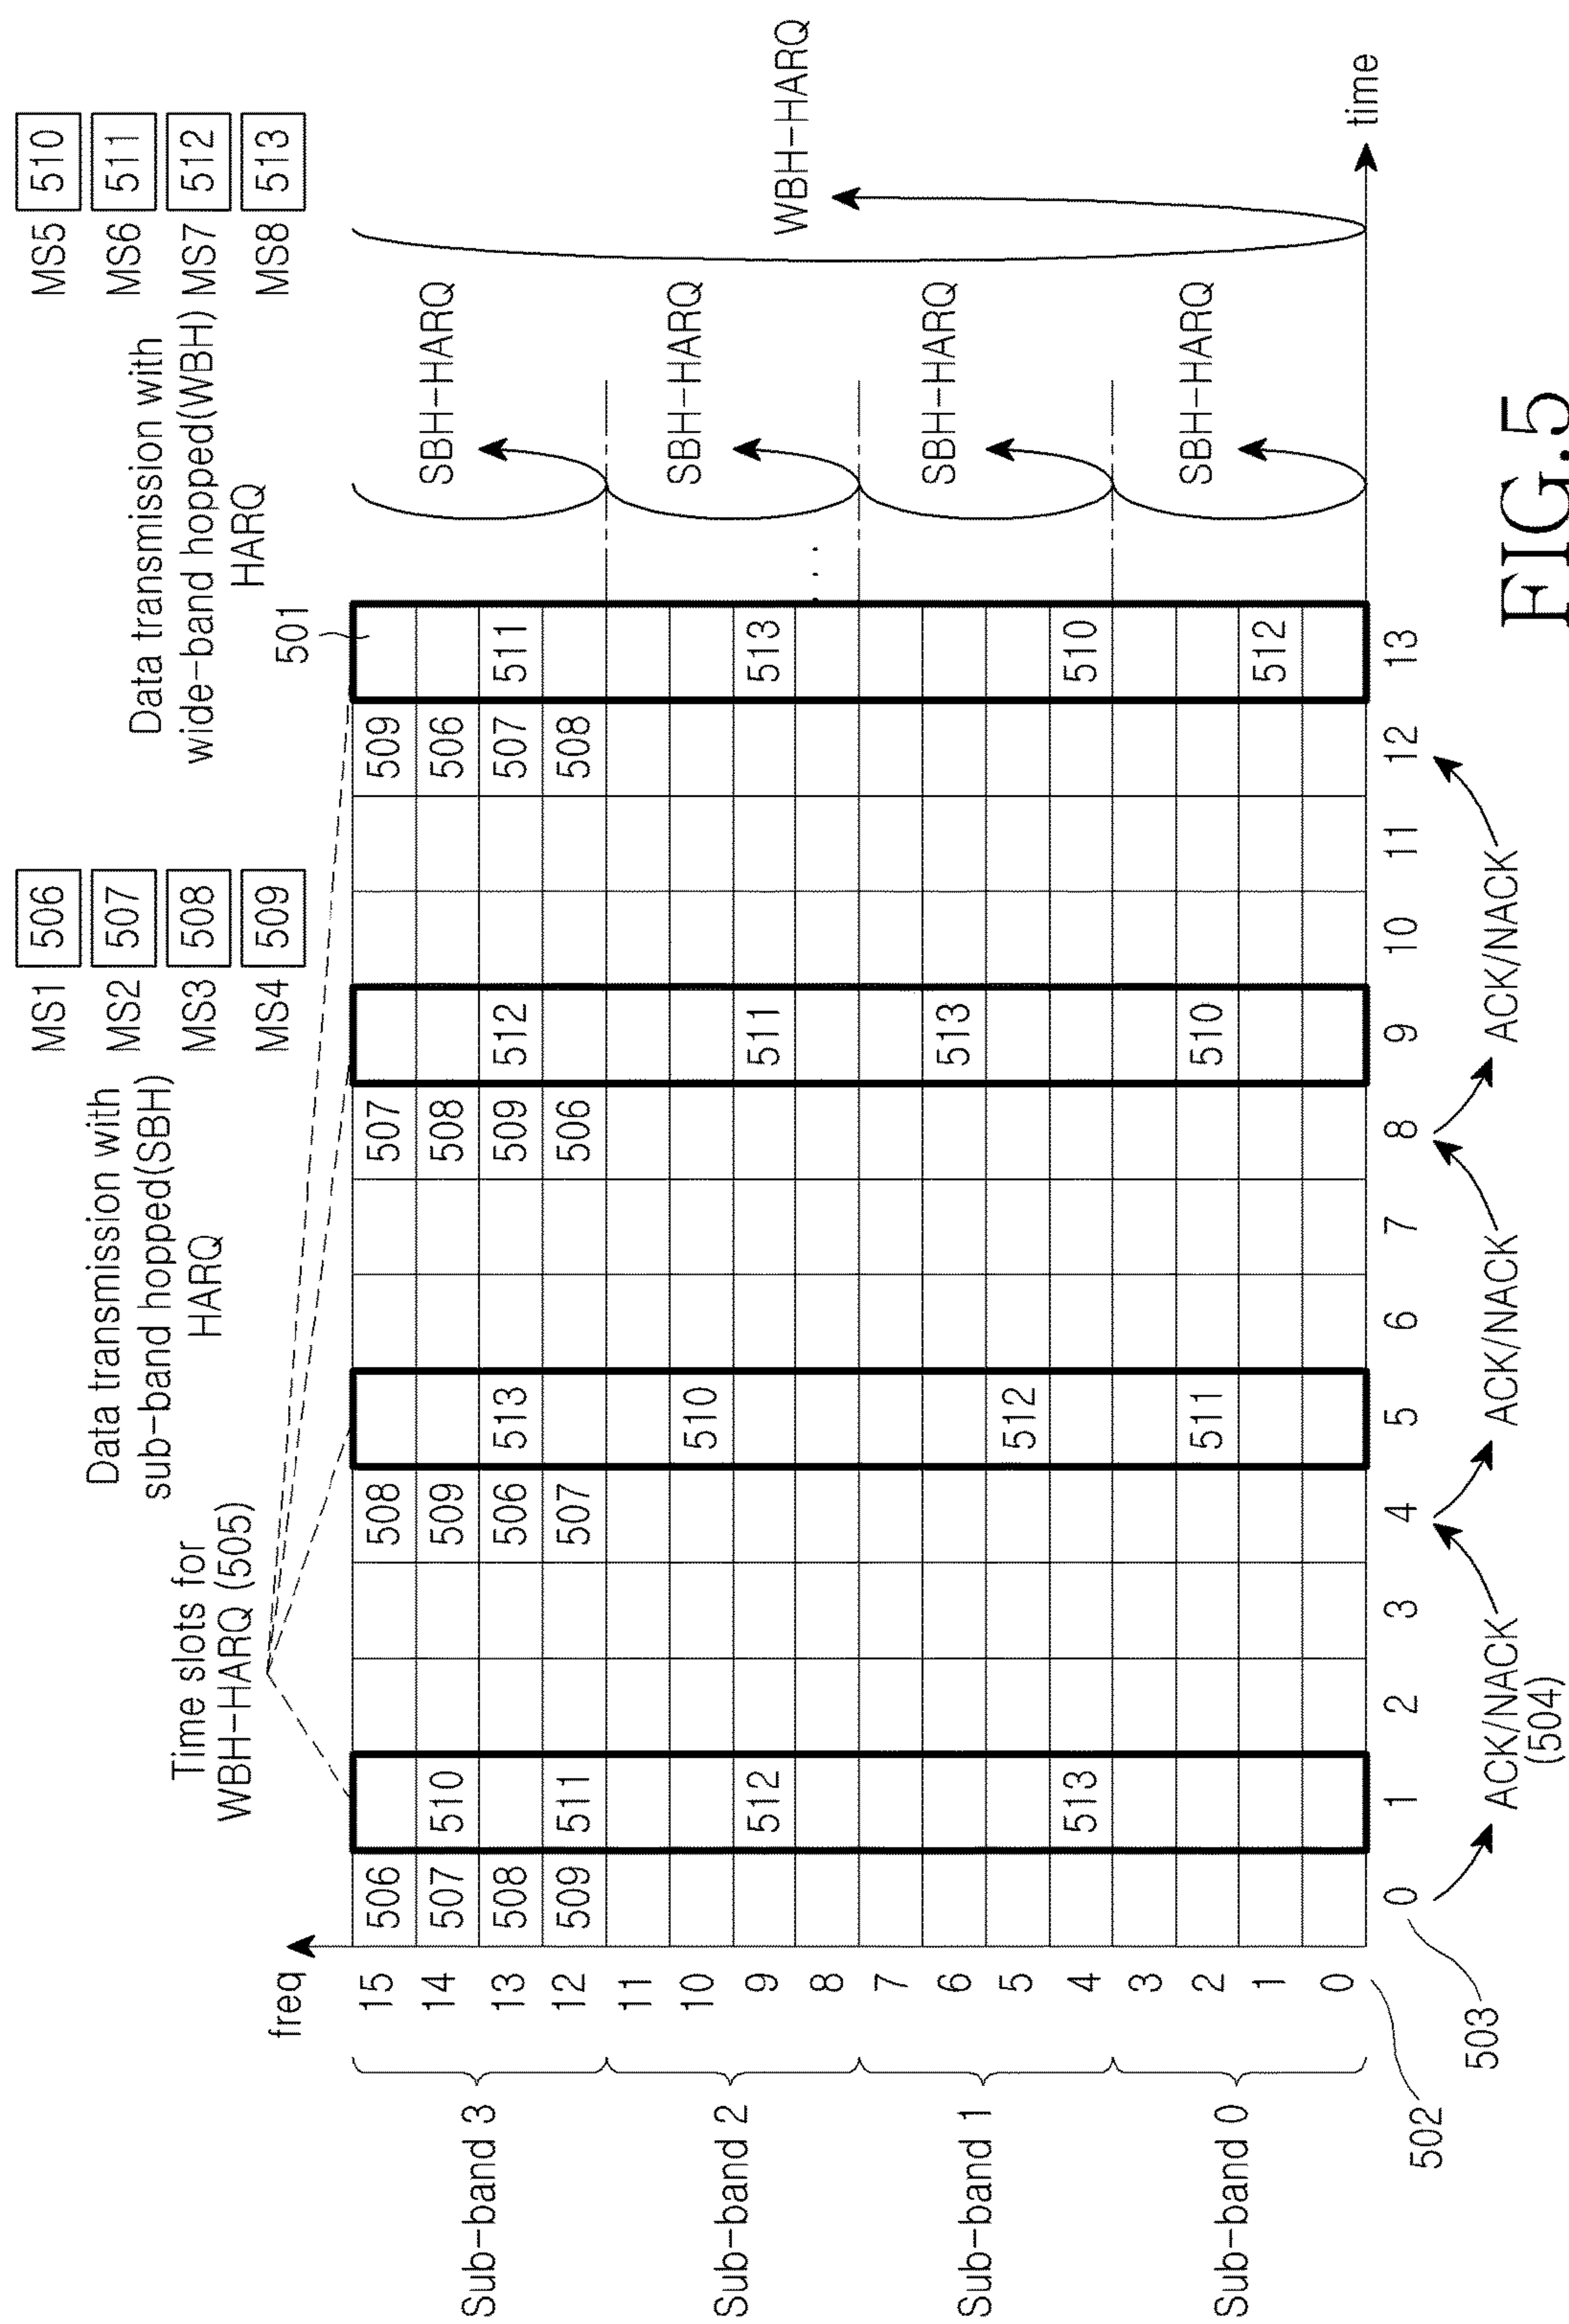 Time slots for
WBH-HARQ (505)
Data transmission with
sub-band hopped(SBH)
HARQ
MS1 506
MS2 507
MS3 508
MS4 509
Data transmission with
wide-band hopped(WBH)
HARQ
MS5 510
MS6 511
MS7 512
MS8 513
501
freq
Sub-band 3
Sub-band 2
Sub-band 1
Sub-band 0
15 506 508 507 509
14 507 510 509 508 506
13 508 506 513 509 512 507 511
12 509 511 507 506 508
11
10 510
9 512 511 513
8
7
6 513
5 512
4 513 510
3
2 511 510
1 512
0
SBH-HARQ
SBH-HARQ
SBH-HARQ
SBH-HARQ
WBH-HARQ
...
time
0 1 2 3 4 5 6 7 8 9 10 11 12 13
502
503
ACK/NACK
(504)
ACK/NACK
ACK/NACK
FIG.5